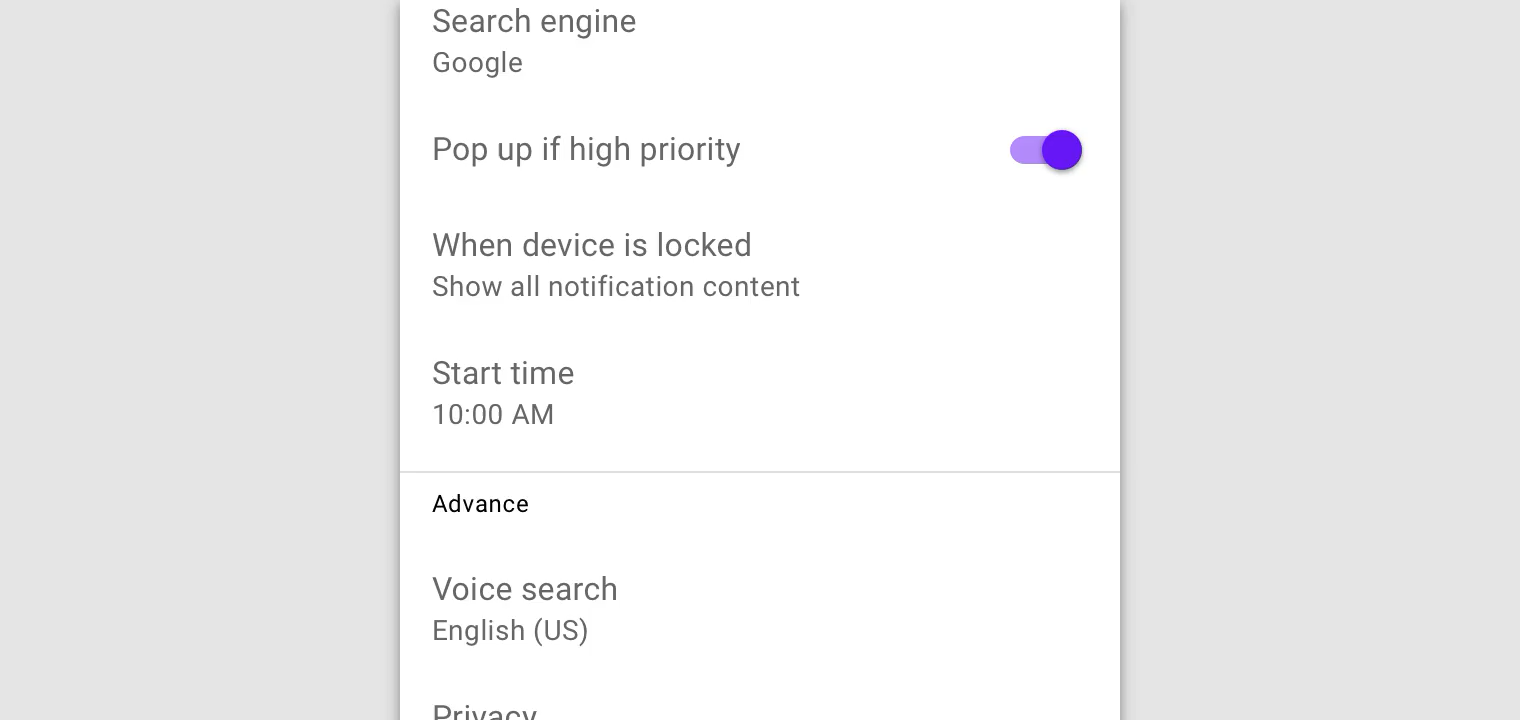 Search engine
Google
Pop up if high priority
When device is locked
Show all notification content
Start time
10:00 AM
Advance
Voice search
English (US)
Privacy